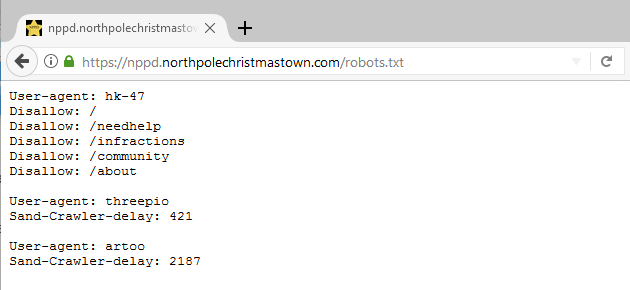 nppd.northpolechristmastow
https://nppd.northpolechristmastown.com/robots.txt
User-agent: hk-47
Disallow: /
Disallow: /needhelp
Disallow: /infractions
Disallow: /community
Disallow: /about
User-agent: threepio
Sand-Crawler-delay: 421
User-agent: artoo
Sand-Crawler-delay: 2187